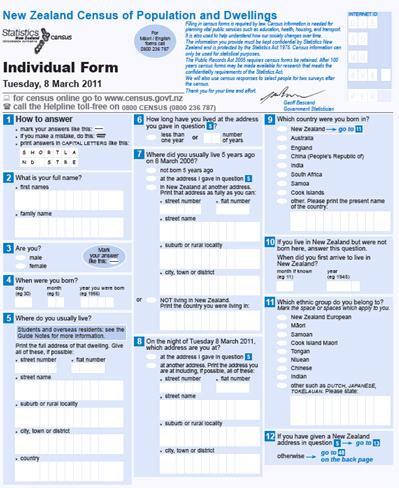 New Zealand Census of Population and Dwellings
Statistics
New Zealand
census
Individual Form
Tuesday, 8 March 2011
For
Māori / English
forms call
0800 236 787
Filling in census forms is required by law. Census information is needed for
planning vital public services such as education, health, housing, and transport.
It is also used to help understand how our society changes over time.
The information you provide must be kept confidential by Statistics New
Zealand and is protected by the Statistics Act 1975. Census information can
only be used for statistical purposes.
The Public Records Act 2005 requires census forms be retained. After 100
years census forms may be made available for research that meets the
confidentiality requirements of the Statistics Act.
We will also use census responses to select people for two surveys after
the census.
Thank you for your time and effort.
Geoff Bascand
Government Statistician
INTERNET ID
for census online go to www.census.govt.nz
call the Helpline toll-free on 0800 CENSUS (0800 236 787)
1 How to answer
mark your answers like this:
if you make a mistake, do this:
print answers in CAPITAL LETTERS like this:
SHORTLA
ND STRE
2 What is your full name?
first names
family name
3 Are you?
male
female
Mark
your answer
like this:
4 When were you born?
day
(eg 30)
month
(eg 5)
year you were born
(eg 1966)
5 Where do you usually live?
Students and overseas residents: see the
Guide Notes for more information.
Print the full address of that dwelling. Give
all of these, if possible:
street number
flat number
street name
suburb or rural locality
city, town or district
country
6 How long have you lived at the address
you gave in question 5?
less than
one year
or
number
of years
7 Where did you usually live 5 years ago
on 8 March 2006?
not born 5 years ago
at the address I gave in question 5
in New Zealand at another address.
Print that address as fully as you can:
street number
flat number
street name
suburb or rural locality
city, town or district
or
NOT living in New Zealand.
Print the country you were living in:
8 On the night of Tuesday 8 March 2011,
which address are you at?
at the address I gave in question 5
at another address. Print the address you
are at, including, if possible, all of these:
street number
flat number
street name
suburb or rural locality
city, town or district
9 Which country were you born in?
New Zealand go to 11
Australia
England
China (People's Republic of)
India
South Africa
Samoa
Cook Islands
other. Please print the present name
of the country:
10 If you live in New Zealand but were not
born here, answer this question.
When did you first arrive to live in
New Zealand?
month if known
(eg 11)
year
(eg 1945)
11 Which ethnic group do you belong to?
Mark the space or spaces which apply to you.
New Zealand European
Māori
Samoan
Cook Island Maori
Tongan
Niuean
Chinese
Indian
other such as DUTCH, JAPANESE,
TOKELAUAN. Please state:
12 If you have given a New Zealand
address in question 5 go to 13
otherwise go to 48
on the back page